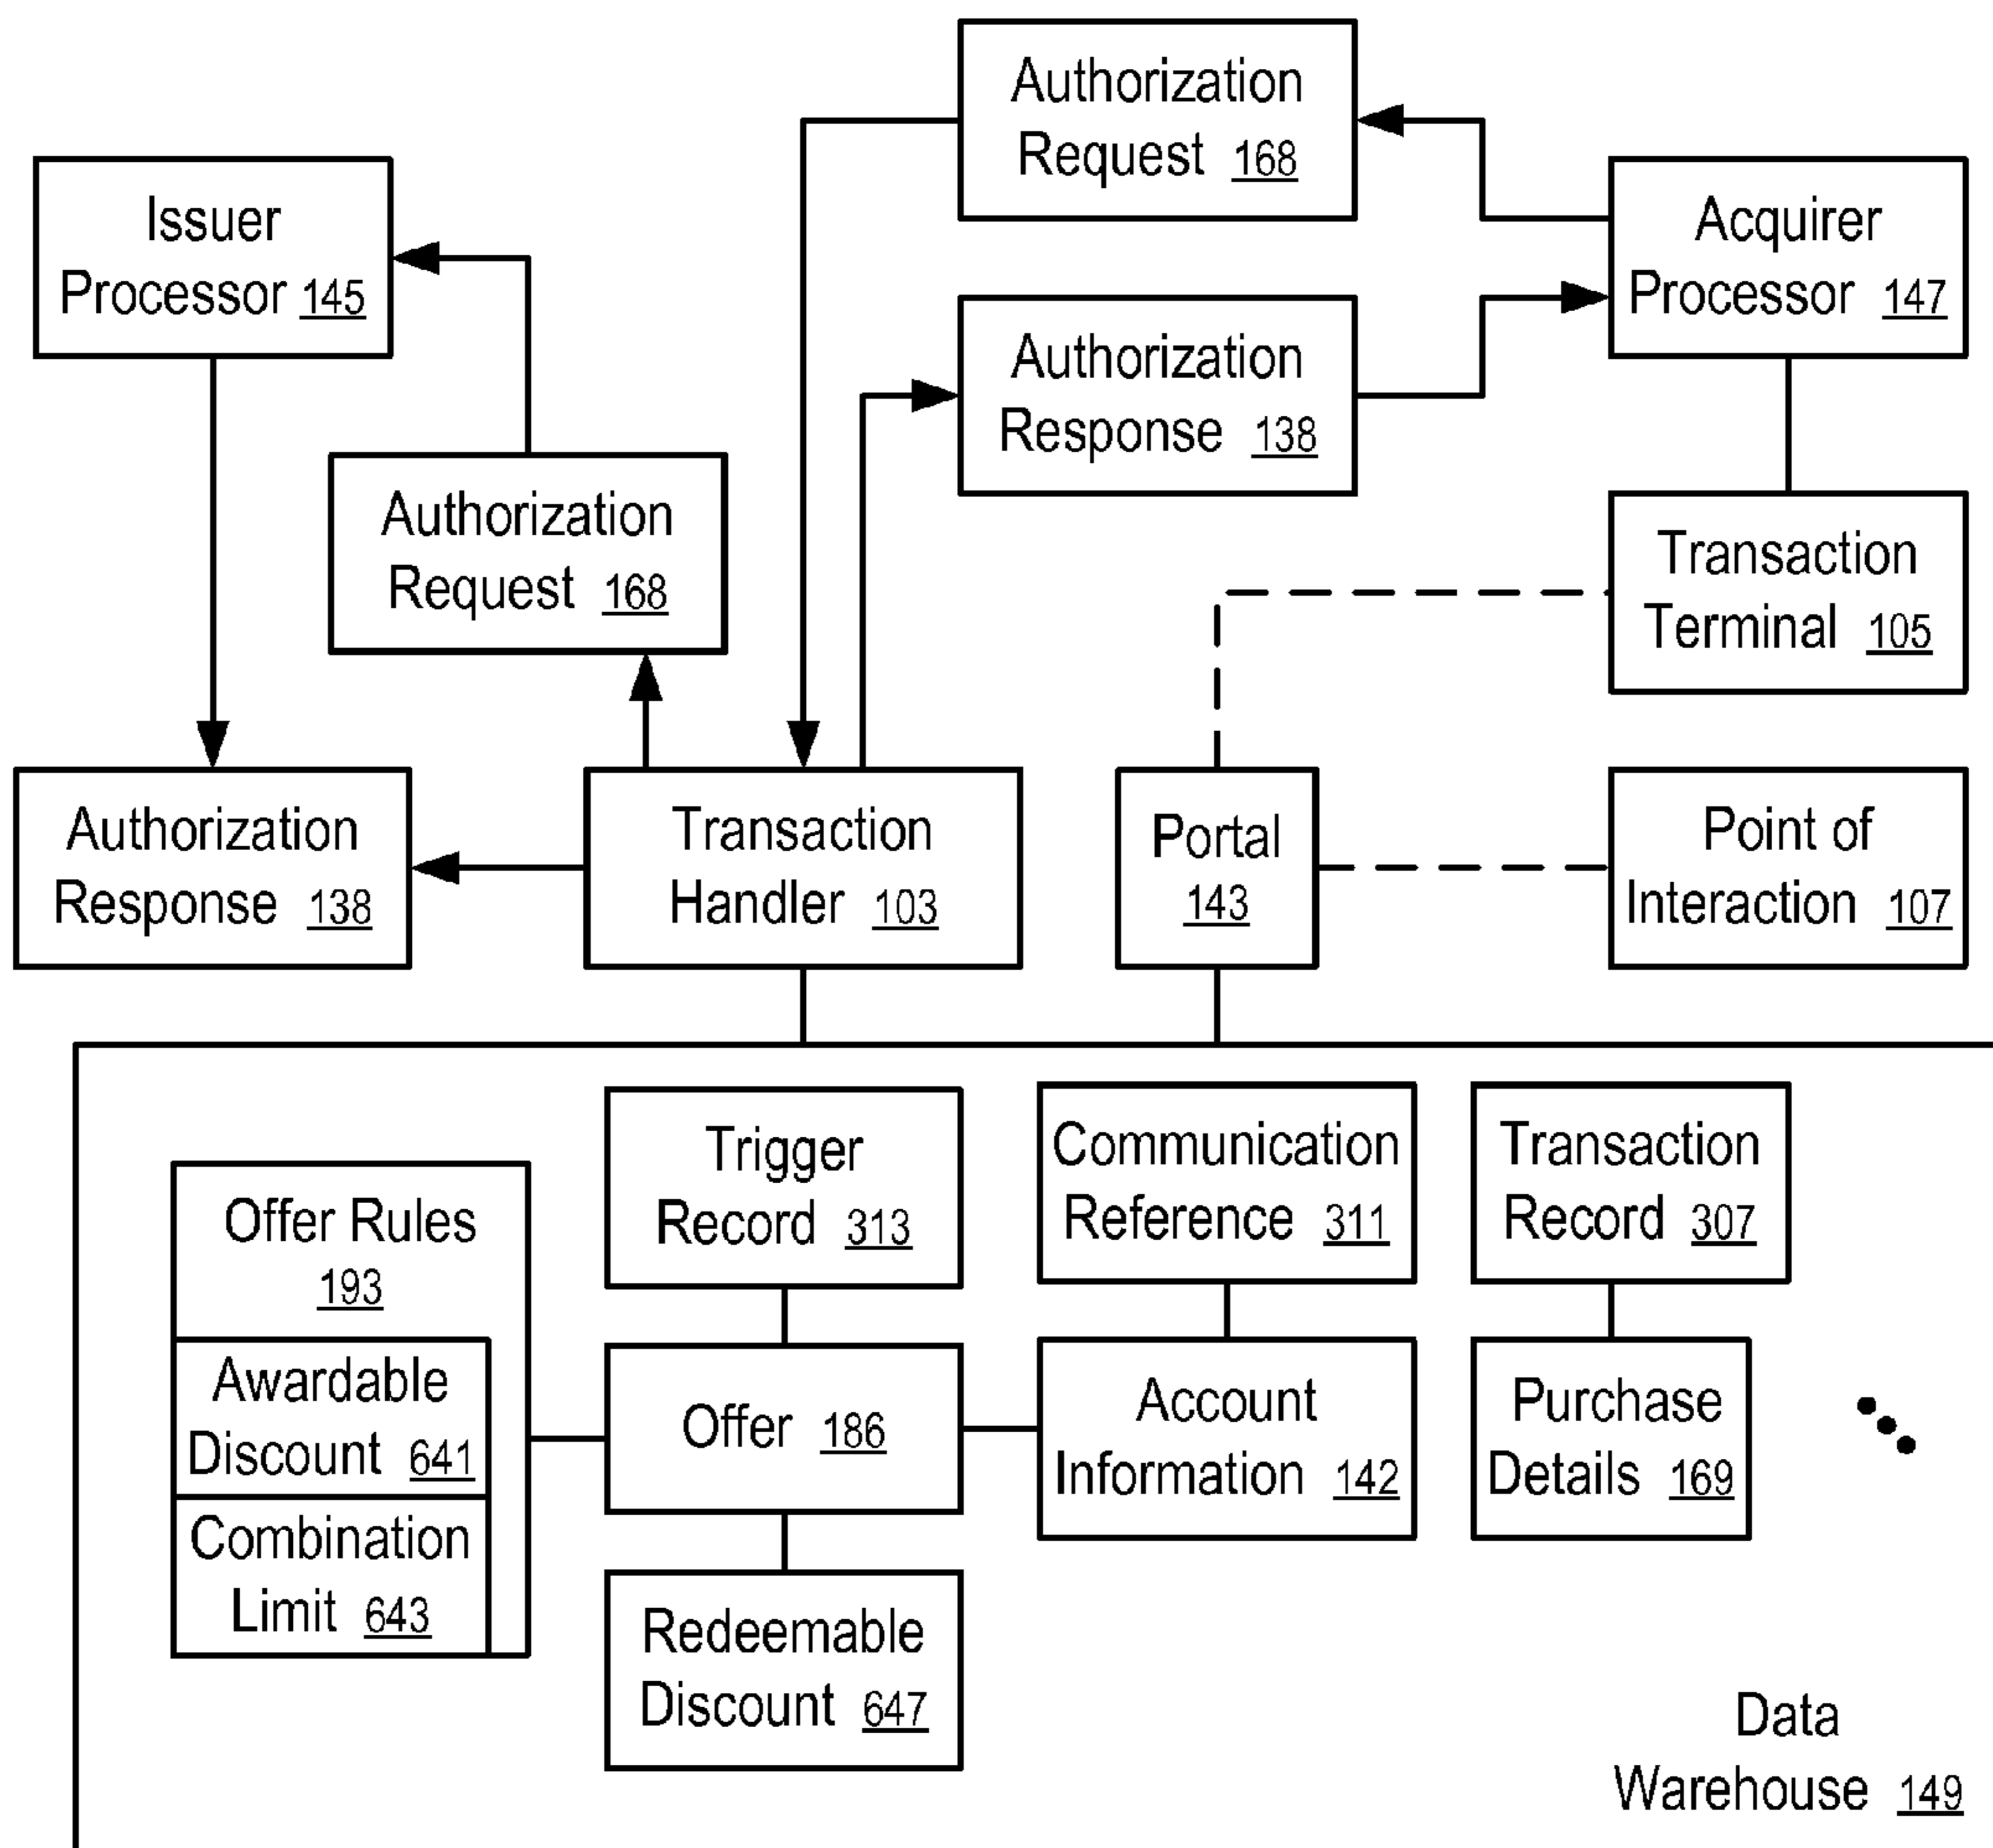 Authorization
Request 168
Issuer
Processor 145
Acquirer
Processor 147
Authorization
Response 138
Authorization
Request 168
Transaction
Terminal 105
Authorization
Response 138
Transaction
Handler 103
Portal
143
Point of
Interaction 107
Trigger
Record 313
Communication
Reference 311
Transaction
Record 307
Offer Rules
193
Awardable
Discount 641
Combination
Limit 643
Offer 186
Account
Information 142
Purchase
Details 169
Redeemable
Discount 647
Data
Warehouse 149